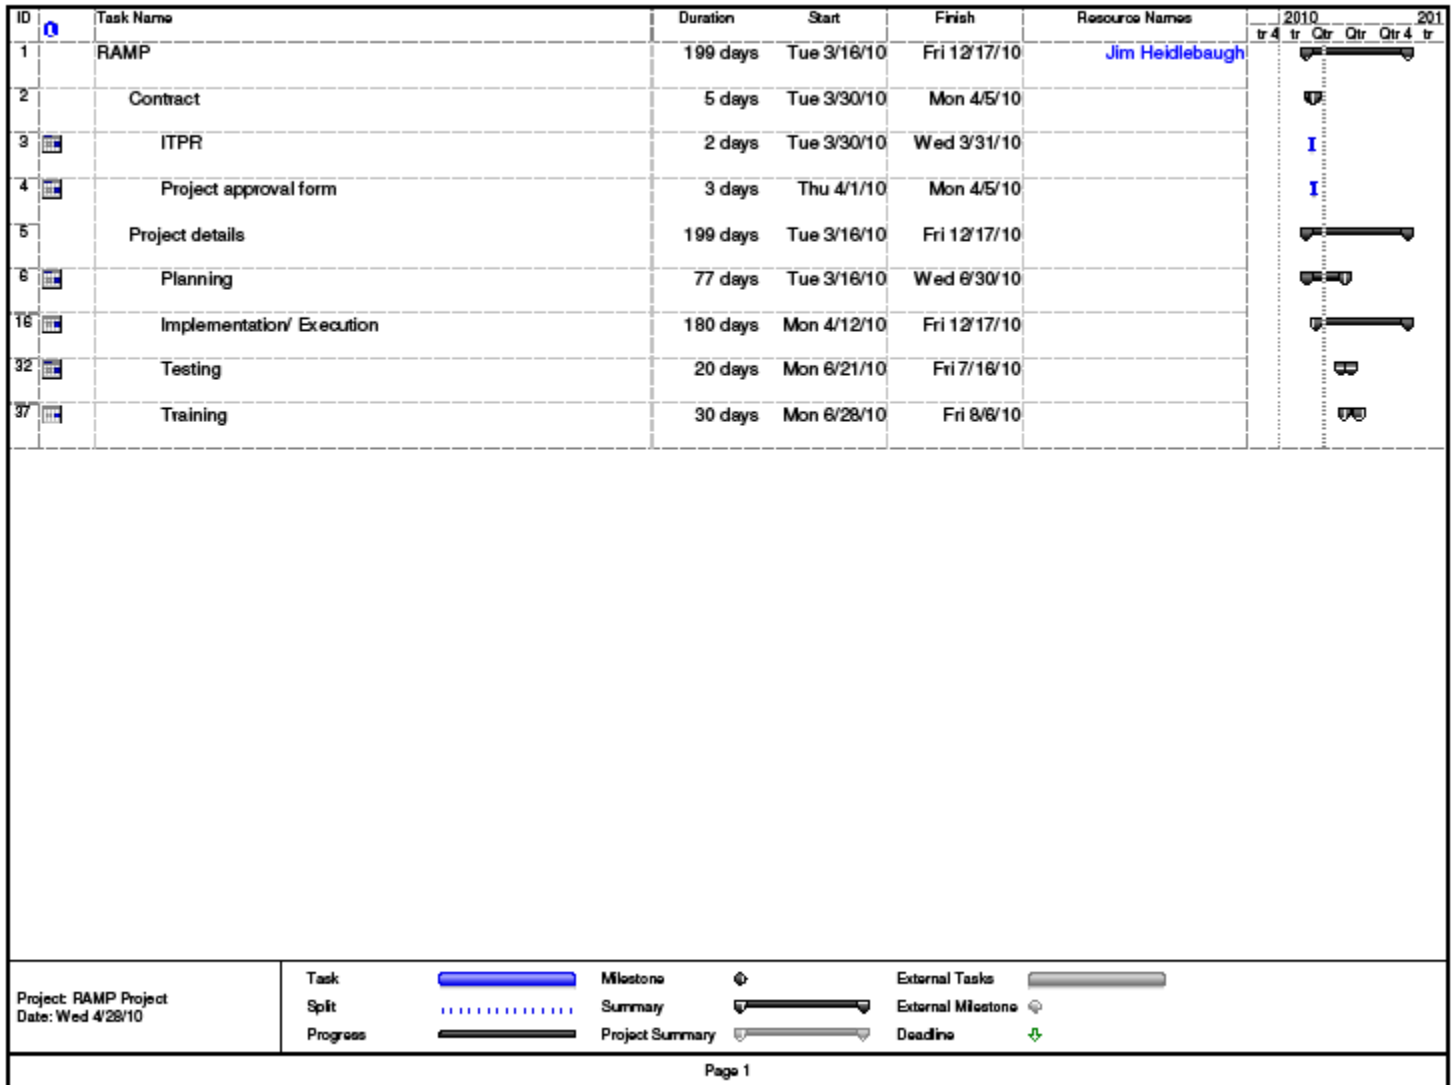 ID Task Name Duration Start Finish Resource Names 2010 201
tr 4 tr Qtr Qtr Qtr 4 tr
1 RAMP 199 days Tue 3/16/10 Fri 12/17/10 Jim Heidlebaugh
2 Contract 5 days Tue 3/30/10 Mon 4/5/10
3 ITPR 2 days Tue 3/30/10 Wed 3/31/10
4 Project approval form 3 days Thu 4/1/10 Mon 4/5/10
5 Project details 199 days Tue 3/16/10 Fri 12/17/10
6 Planning 77 days Tue 3/16/10 Wed 6/30/10
16 Implementation/ Execution 180 days Mon 4/12/10 Fri 12/17/10
32 Testing 20 days Mon 6/21/10 Fri 7/16/10
37 Training 30 days Mon 6/28/10 Fri 8/6/10
Project: RAMP Project
Date: Wed 4/28/10
Task Milestone External Tasks
Split Summary External Milestone
Progress Project Summary Deadline
Page 1